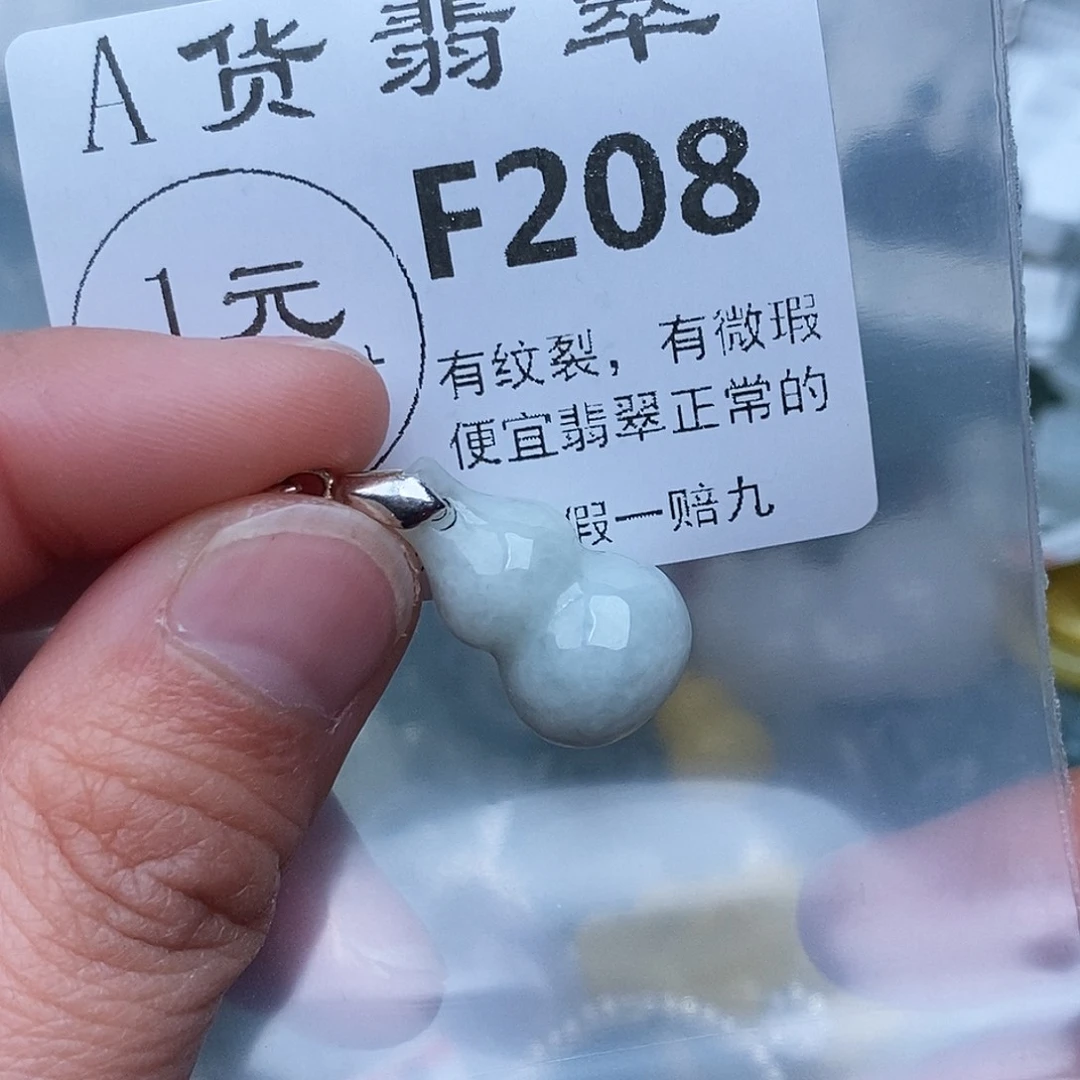 A货翡翠
F208
1元
有纹裂，有微瑕
便宜翡翠正常的
假一赔九